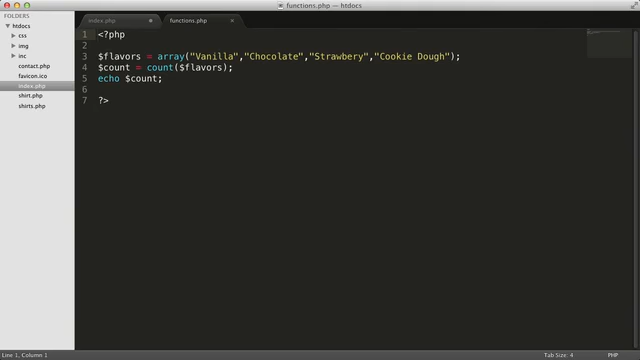 functions.php — htdocs
FOLDERS
htdocs
css
img
inc
contact.php
favicon.ico
index.php
shirt.php
shirts.php
index.php
functions.php
1 <?php
2
3 $flavors = array("Vanilla","Chocolate","Strawbery","Cookie Dough");
4 $count = count($flavors);
5 echo $count;
6
7 ?>
Line 1, Column 1
Tab Size: 4
PHP